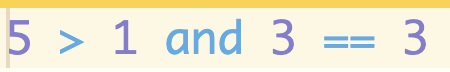 5 > 1 and 3 == 3